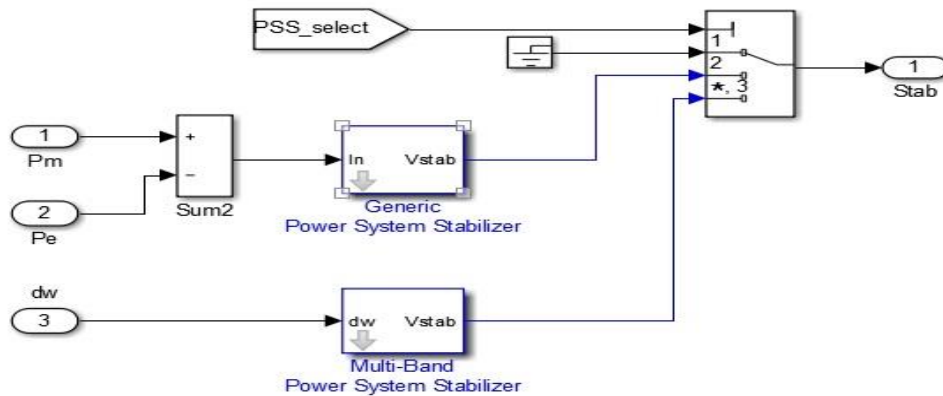 PSS_select
1
2
*, 3
1
Stab
1
Pm
+
−
Sum2
2
Pe
In
Vstab
Generic
Power System Stabilizer
dw
3
dw
Vstab
Multi-Band
Power System Stabilizer